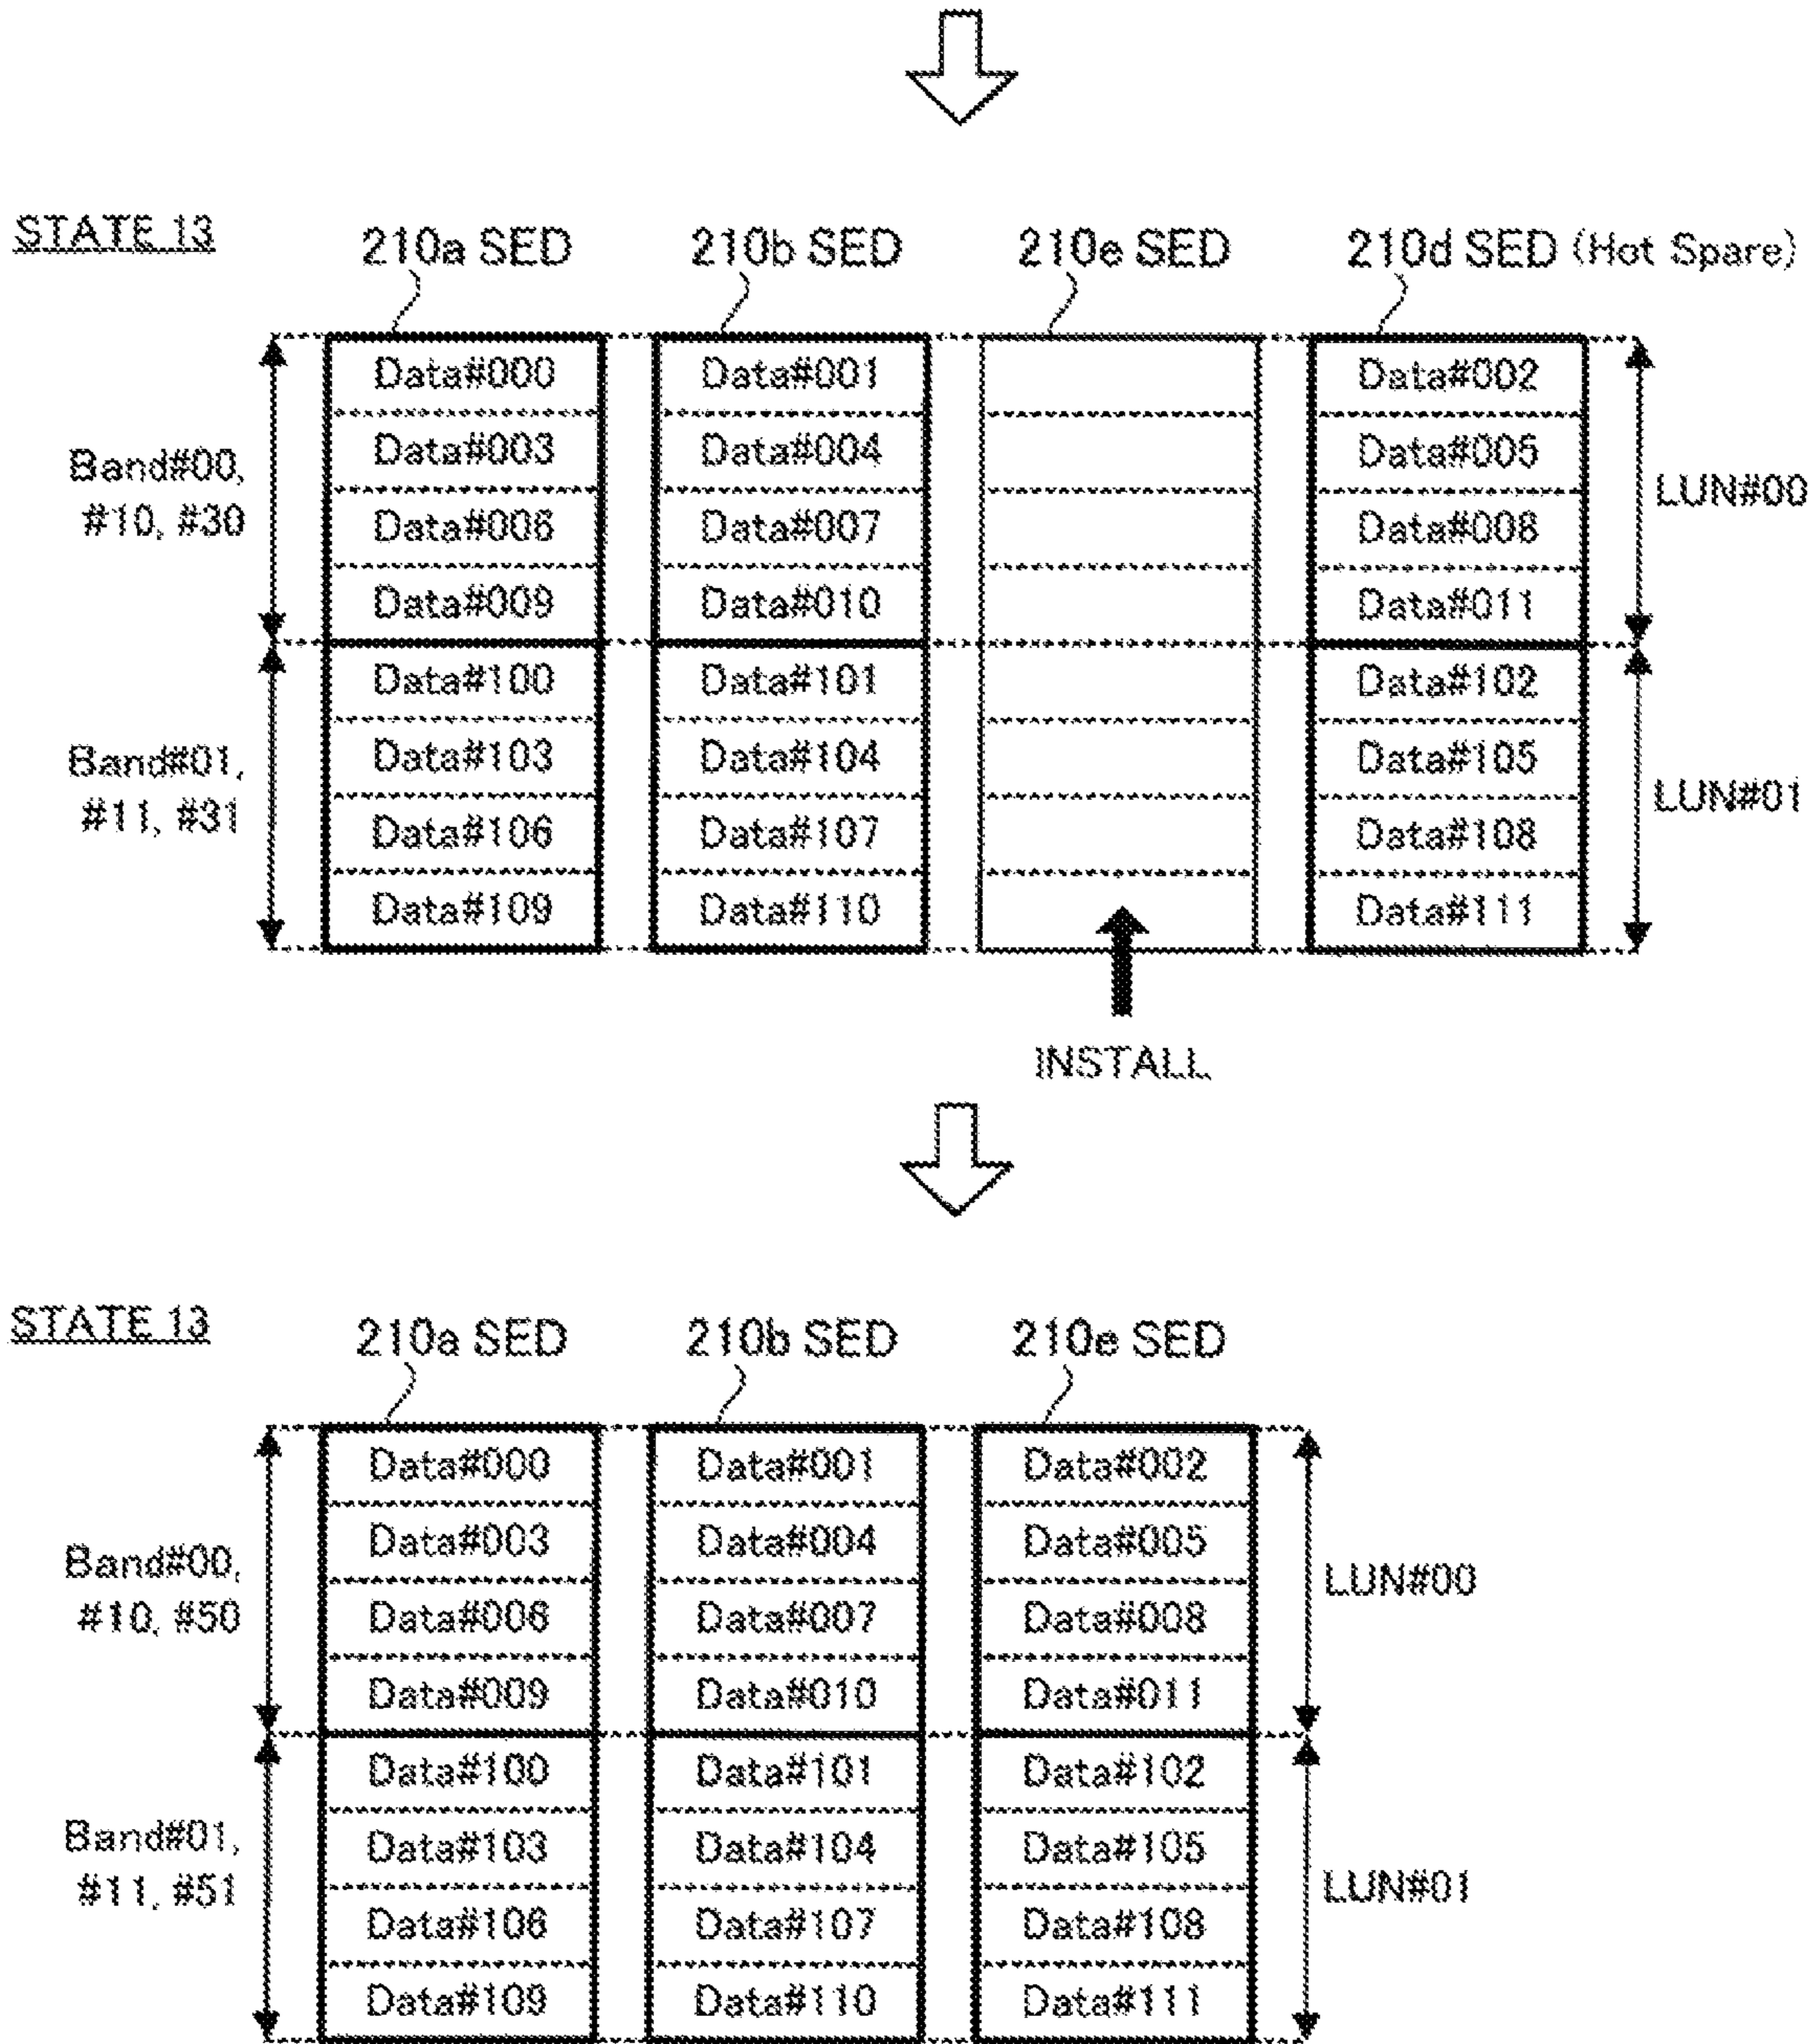 STATE 13
210a SED 210b SED 210e SED 210d SED (Hot Spare)
Data#000 Data#001 Data#002
Data#003 Data#004 Data#005
Band#00,
#10, #30
LUN#00
Data#006 Data#007 Data#008
Data#009 Data#010 Data#011
Data#100 Data#101 Data#102
Data#103 Data#104 Data#105
Band#01,
#11, #31
LUN#01
Data#106 Data#107 Data#108
Data#109 Data#110 Data#111
INSTALL
STATE 13
210a SED 210b SED 210e SED
Data#000 Data#001 Data#002
Data#003 Data#004 Data#005
Band#00,
#10, #50
LUN#00
Data#006 Data#007 Data#008
Data#009 Data#010 Data#011
Data#100 Data#101 Data#102
Data#103 Data#104 Data#105
Band#01,
#11, #51
LUN#01
Data#106 Data#107 Data#108
Data#109 Data#110 Data#111